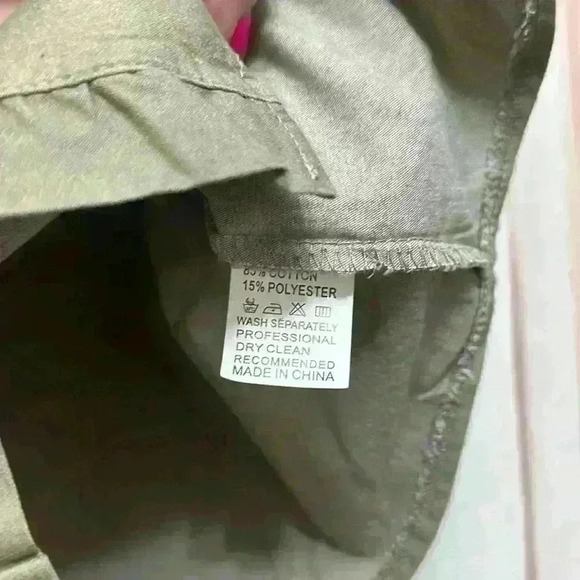 85% COTTON
15% POLYESTER
WASH SEPARATELY
PROFESSIONAL
DRY CLEAN
RECOMMENDED
MADE IN CHINA